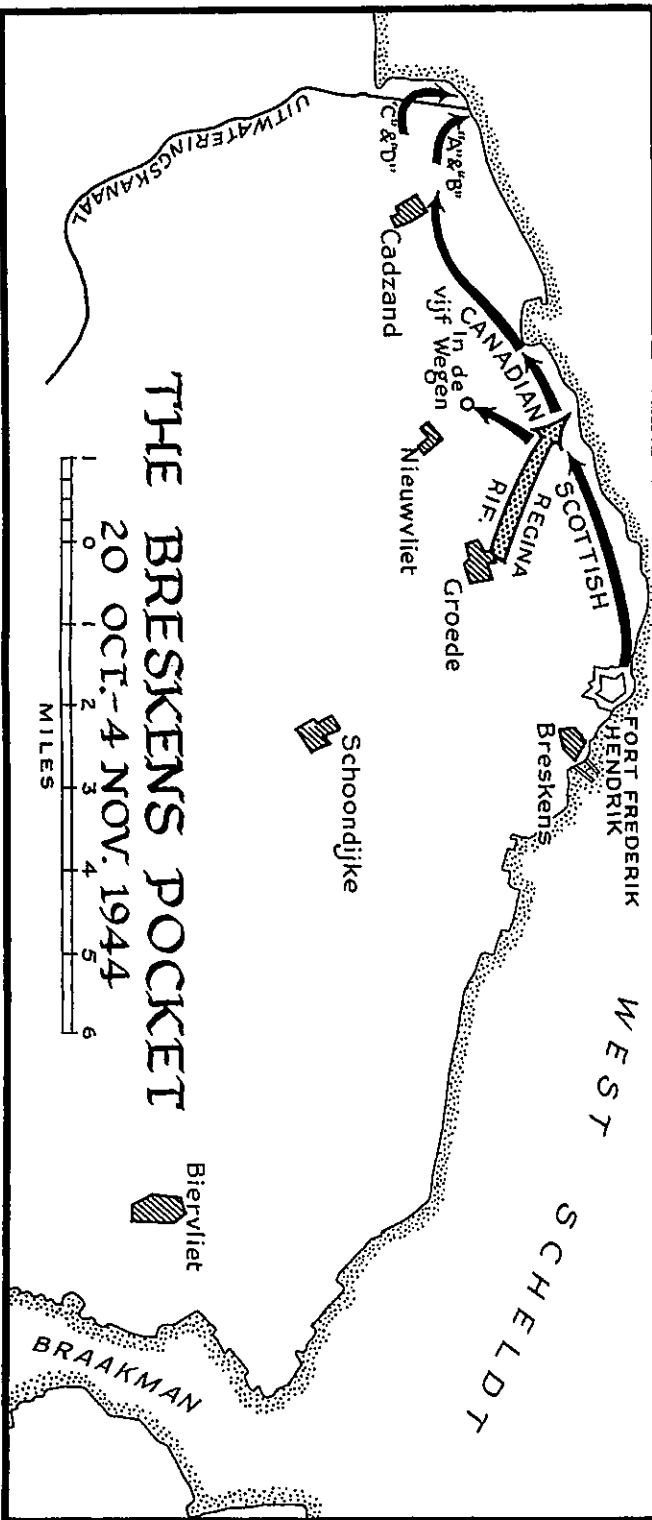 WEST SCHELDT
FORT FREDERIK
HENDRIK
Breskens
SCOTTISH
CANADIAN
REGINA
RIF.
"A" & "B"
"C" & "D"
Cadzand
In de
vijf Wegen
Nieuwvliet
Groede
Schoondijke
UITWATERINGSKANAAL
Biervliet
BRAAKMAN
THE BRESKENS POCKET
20 OCT.-4 NOV. 1944
1 0 1 2 3 4 5 6
MILES